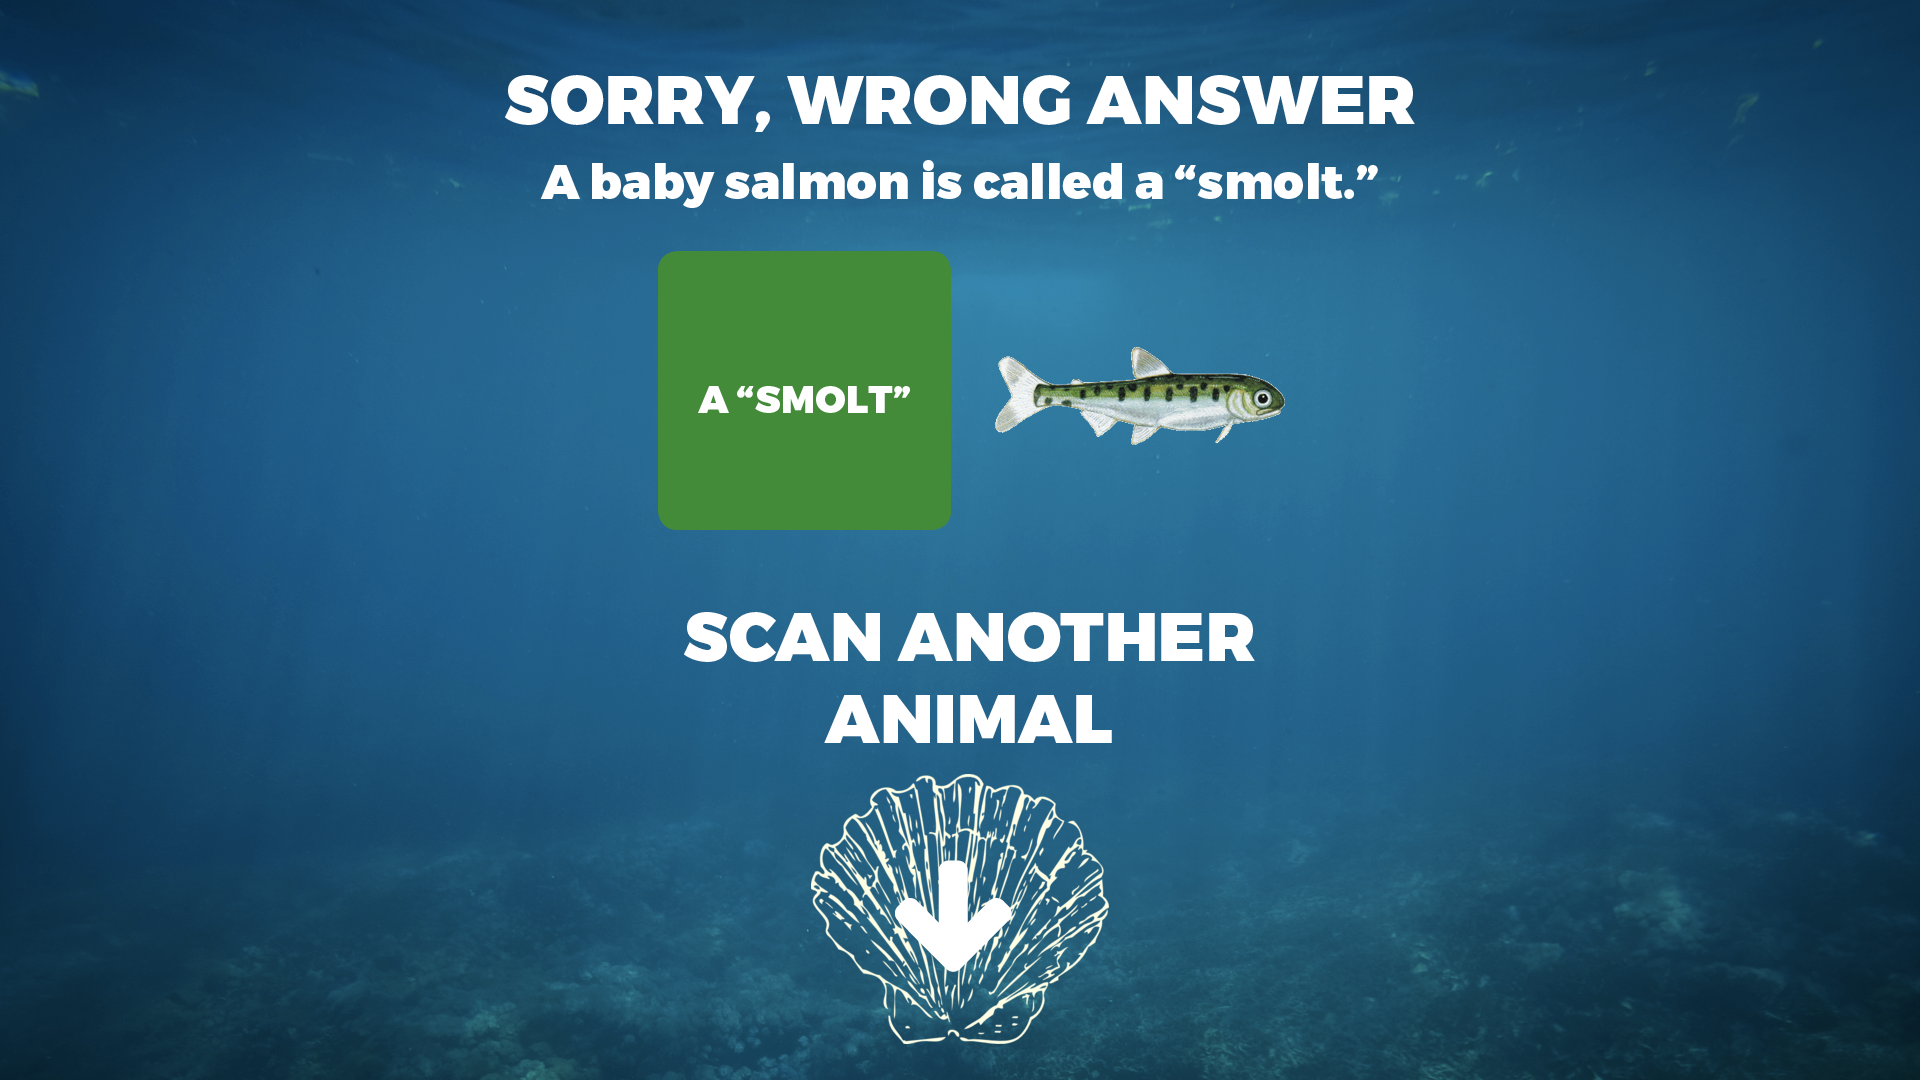 SORRY, WRONG ANSWER
A baby salmon is called a “smolt.”
A “SMOLT”
SCAN ANOTHER
ANIMAL